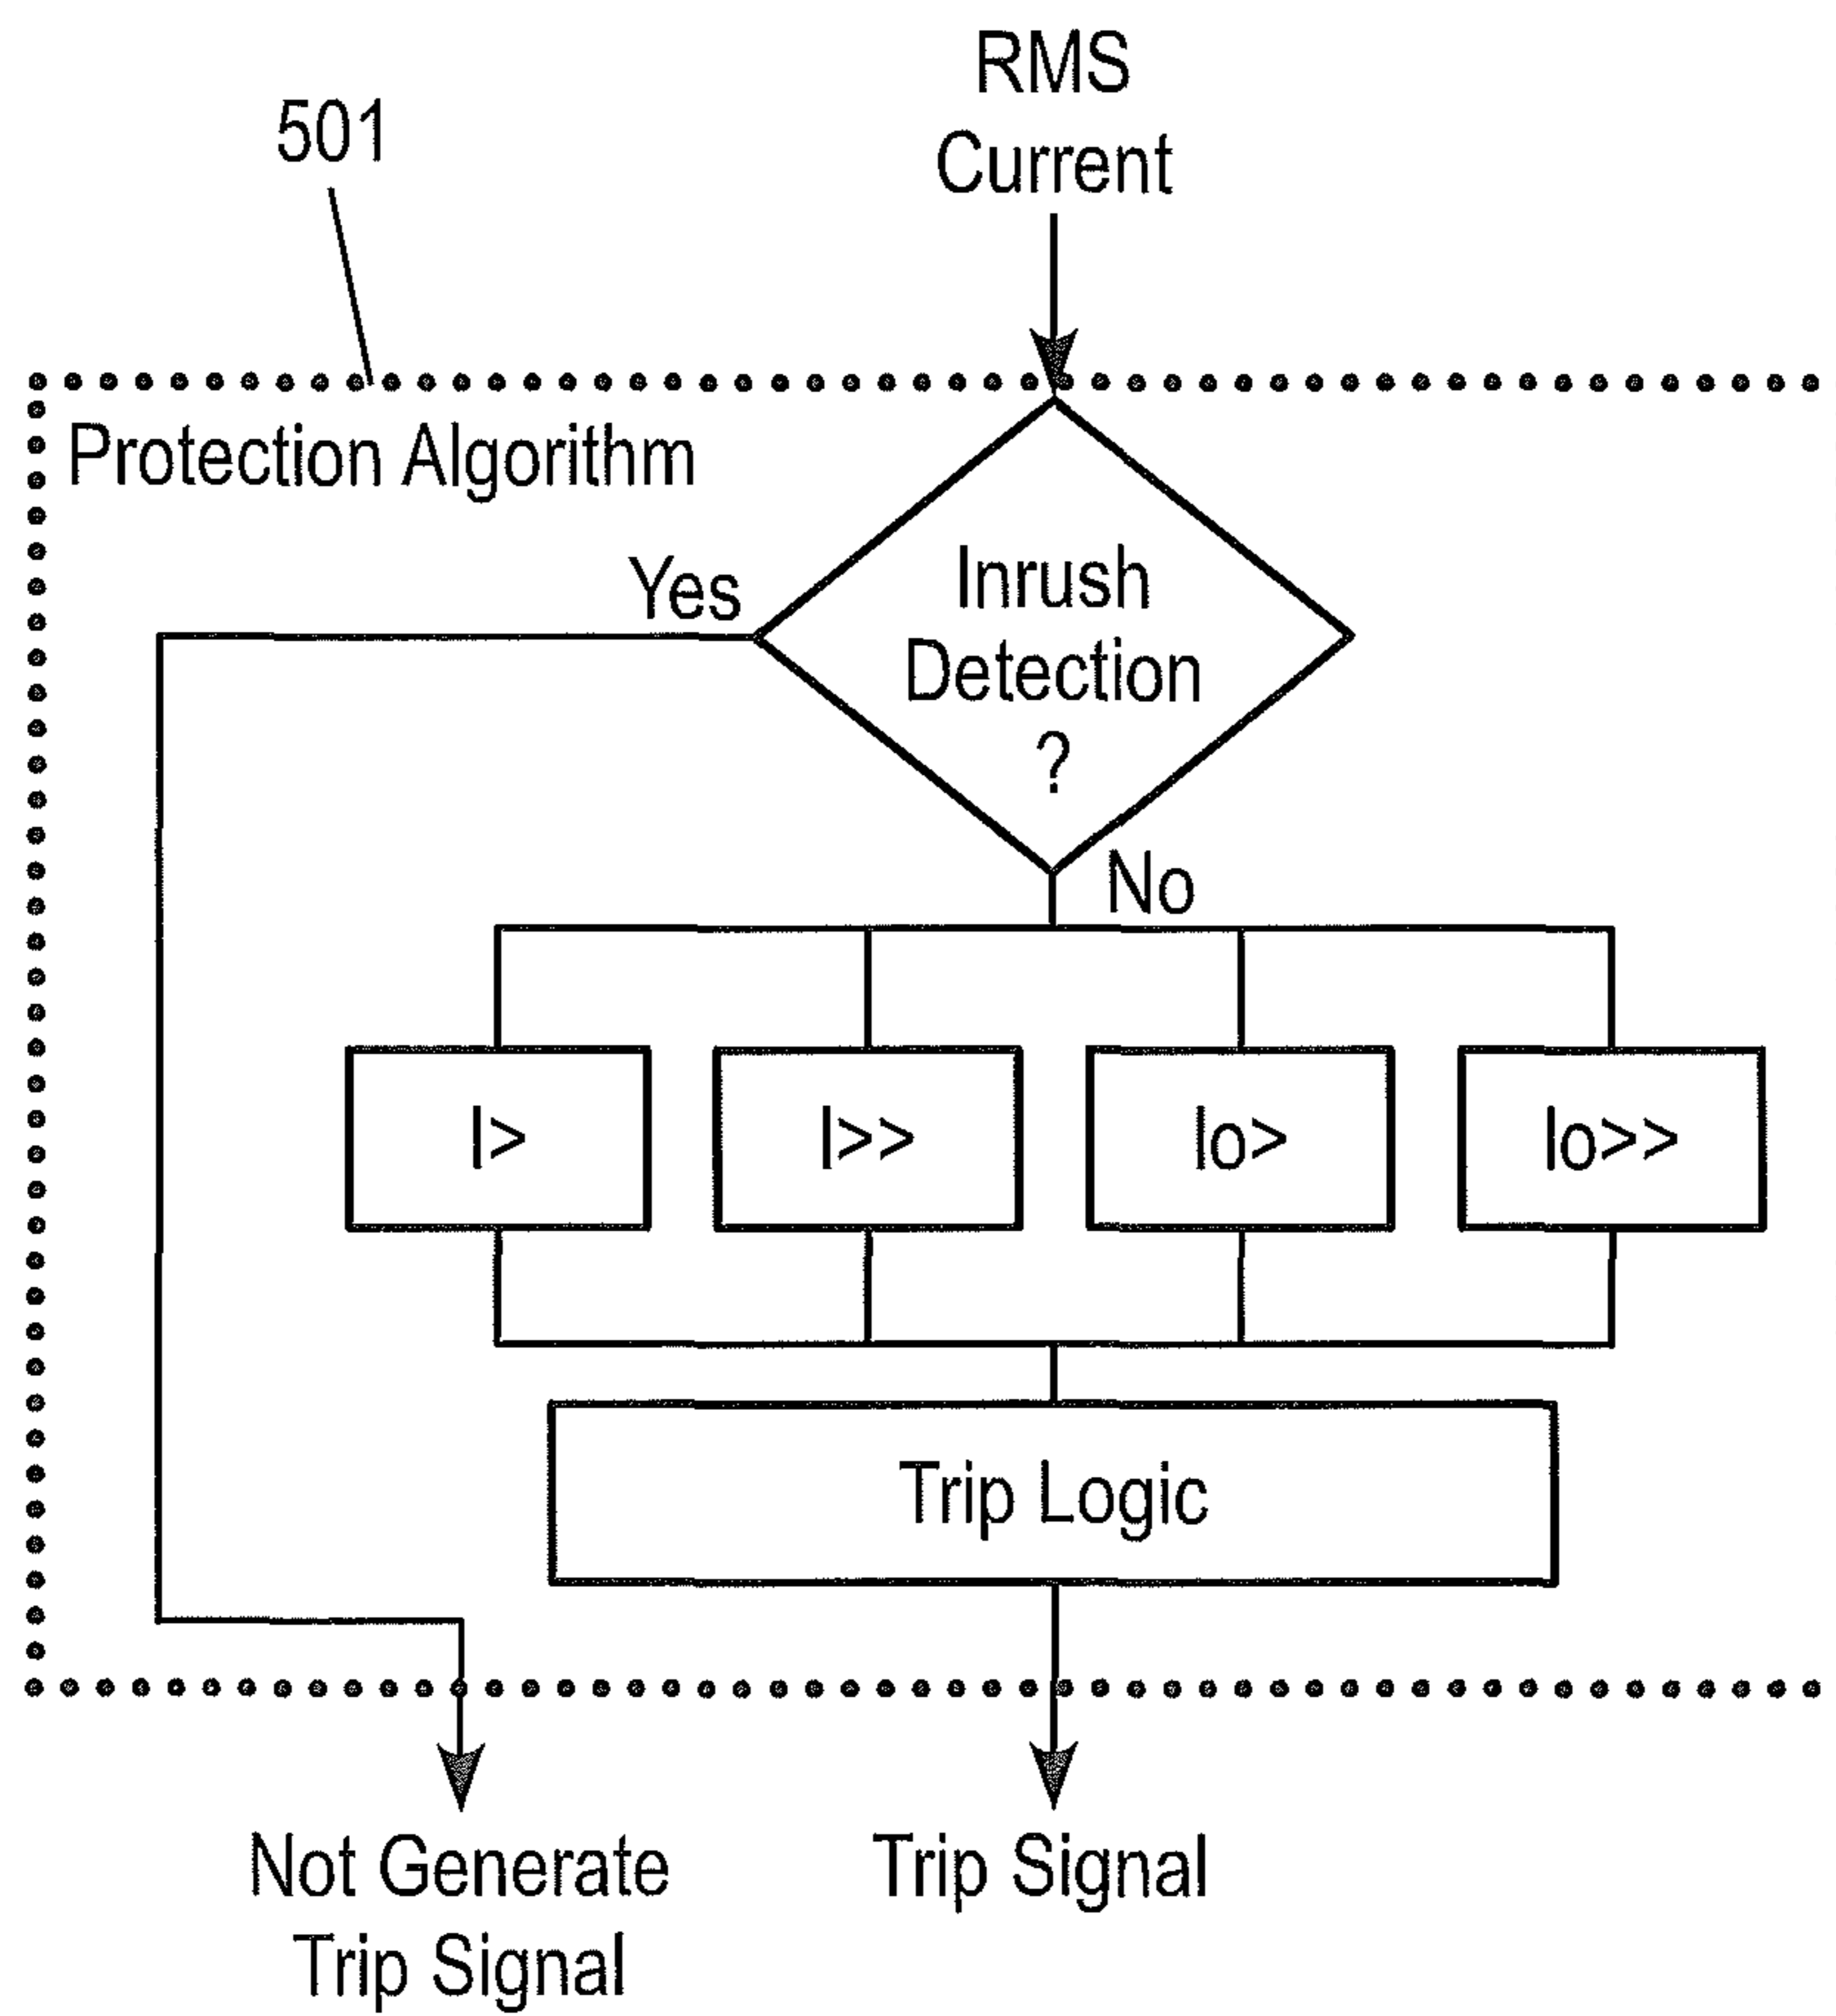 RMS
Current
501
Protection Algorithm
Yes
Inrush
Detection
?
No
I>
I>>
Io>
Io>>
Trip Logic
Not Generate
Trip Signal
Trip Signal